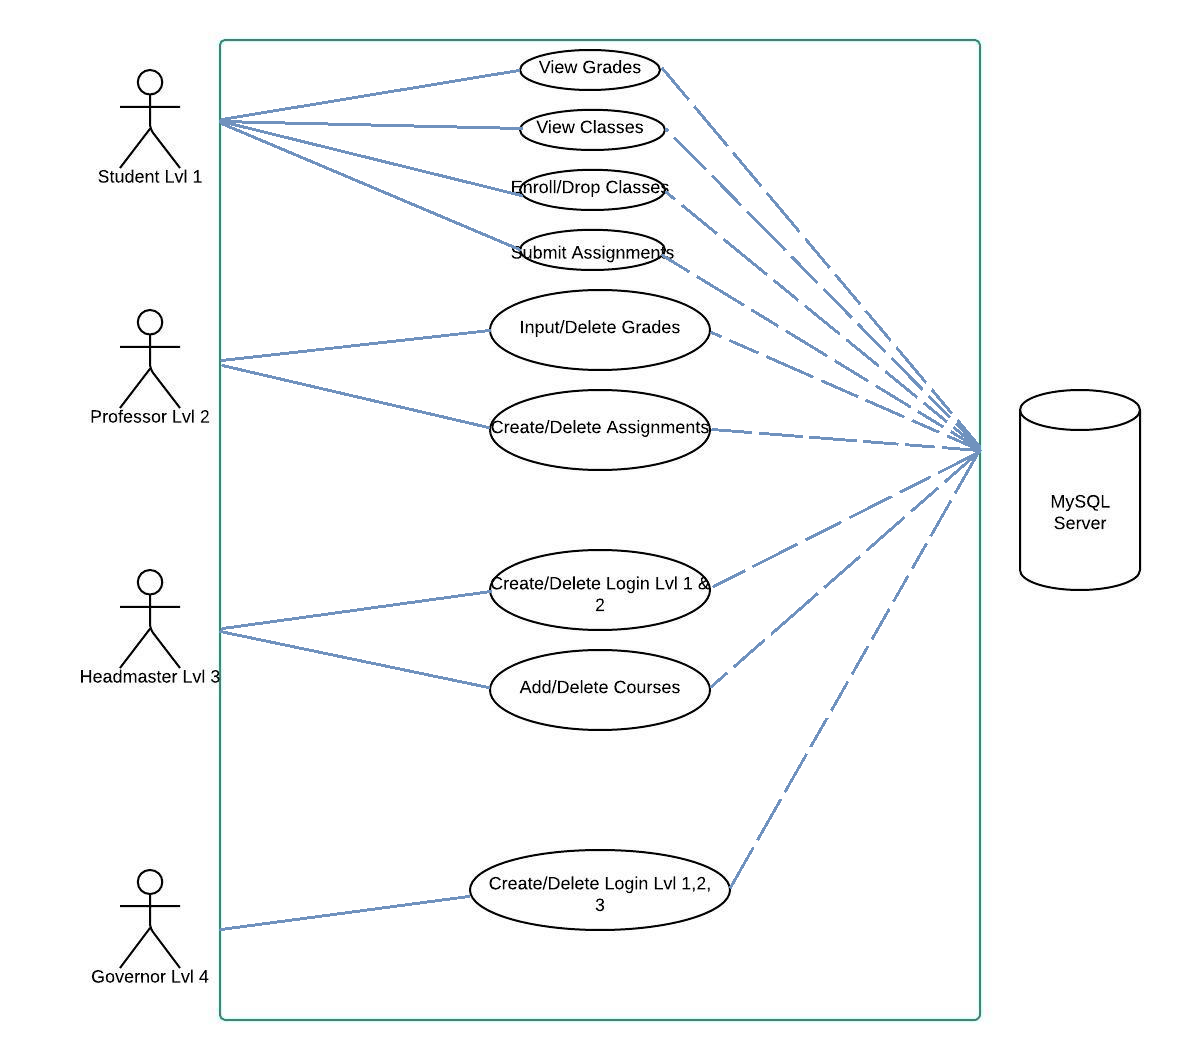 View Grades
View Classes
Student Lvl 1
Enroll/Drop Classes
Submit Assignments
Input/Delete Grades
Professor Lvl 2
Create/Delete Assignments
MySQL
Server
Create/Delete Login Lvl 1 &
2
Headmaster Lvl 3
Add/Delete Courses
Create/Delete Login Lvl 1,2,
3
Governor Lvl 4